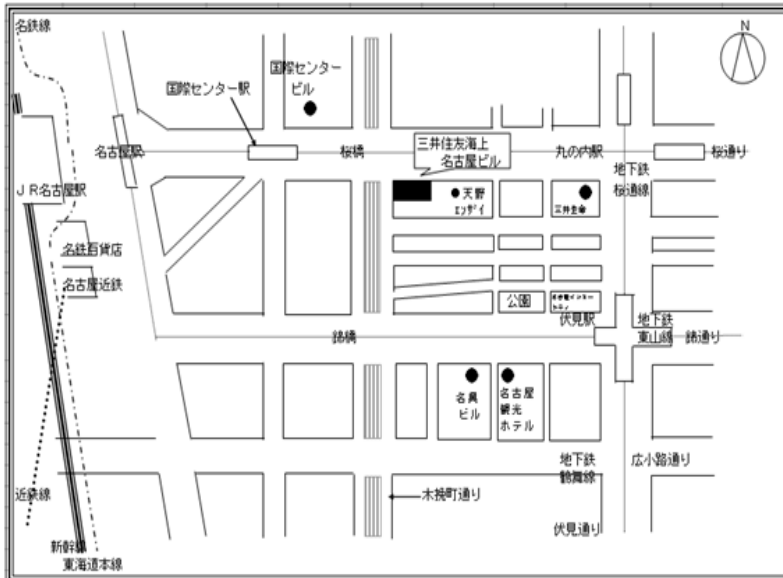 名鉄線
N
国際センター
ビル
国際センター駅
三井住友海上
名古屋ビル
名古屋駅
桜橋
丸の内駅
桜通り
地下鉄
桜通線
ＪＲ名古屋駅
天野
エンザイ
三井生命
名鉄百貨店
名古屋近鉄
公園
伏見駅
地下鉄
東山線
錦通り
錦橋
名興
ビル
名古屋
観光
ホテル
地下鉄
鶴舞線
広小路通り
近鉄線
木挽町通り
伏見通り
新幹線
東海道本線